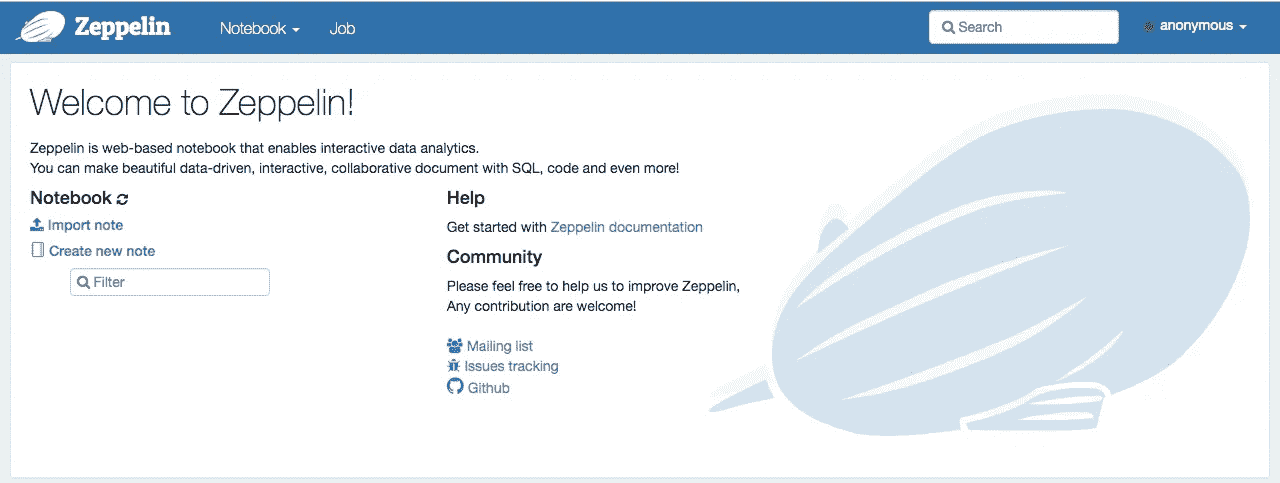 Zeppelin
Notebook
Job
Search
anonymous
Welcome to Zeppelin!
Zeppelin is web-based notebook that enables interactive data analytics.
You can make beautiful data-driven, interactive, collaborative document with SQL, code and even more!
Notebook
Import note
Create new note
Filter
Help
Get started with Zeppelin documentation
Community
Please feel free to help us to improve Zeppelin,
Any contribution are welcome!
Mailing list
Issues tracking
Github